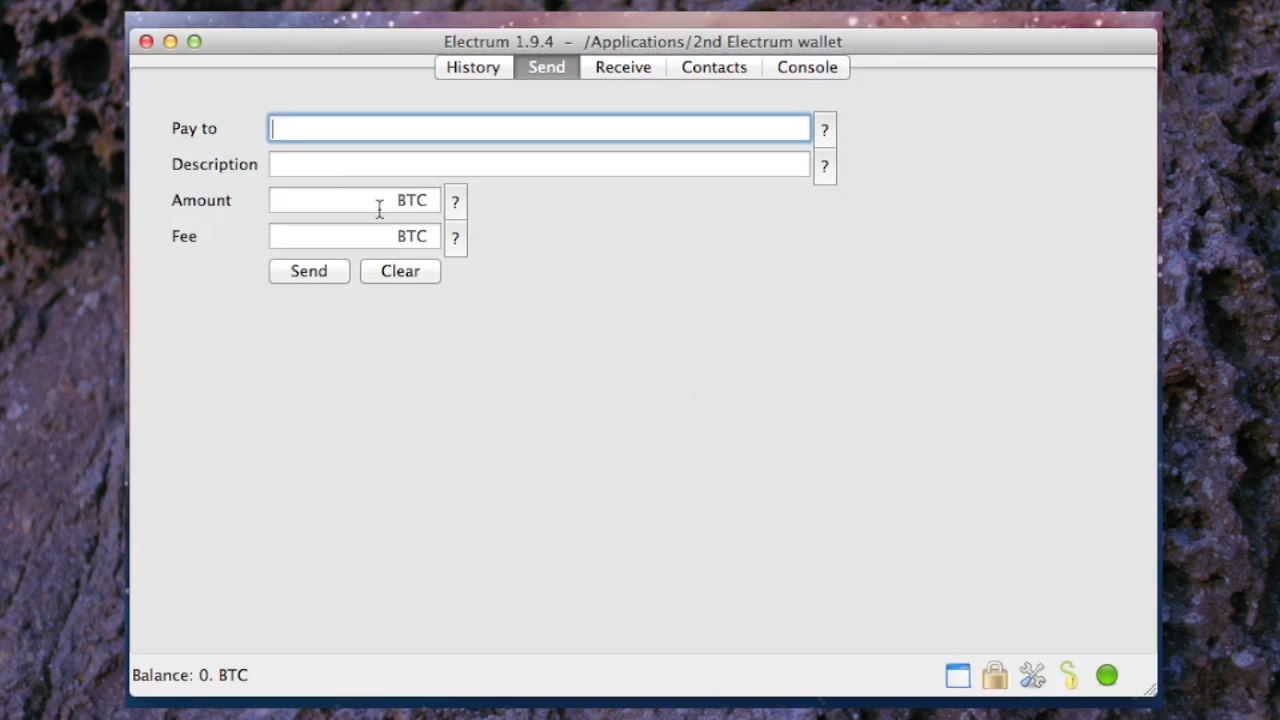 Electrum 1.9.4 - /Applications/2nd Electrum wallet
History Send Receive Contacts Console
Pay to ?
Description ?
Amount BTC ?
Fee BTC ?
Send Clear
Balance: 0. BTC